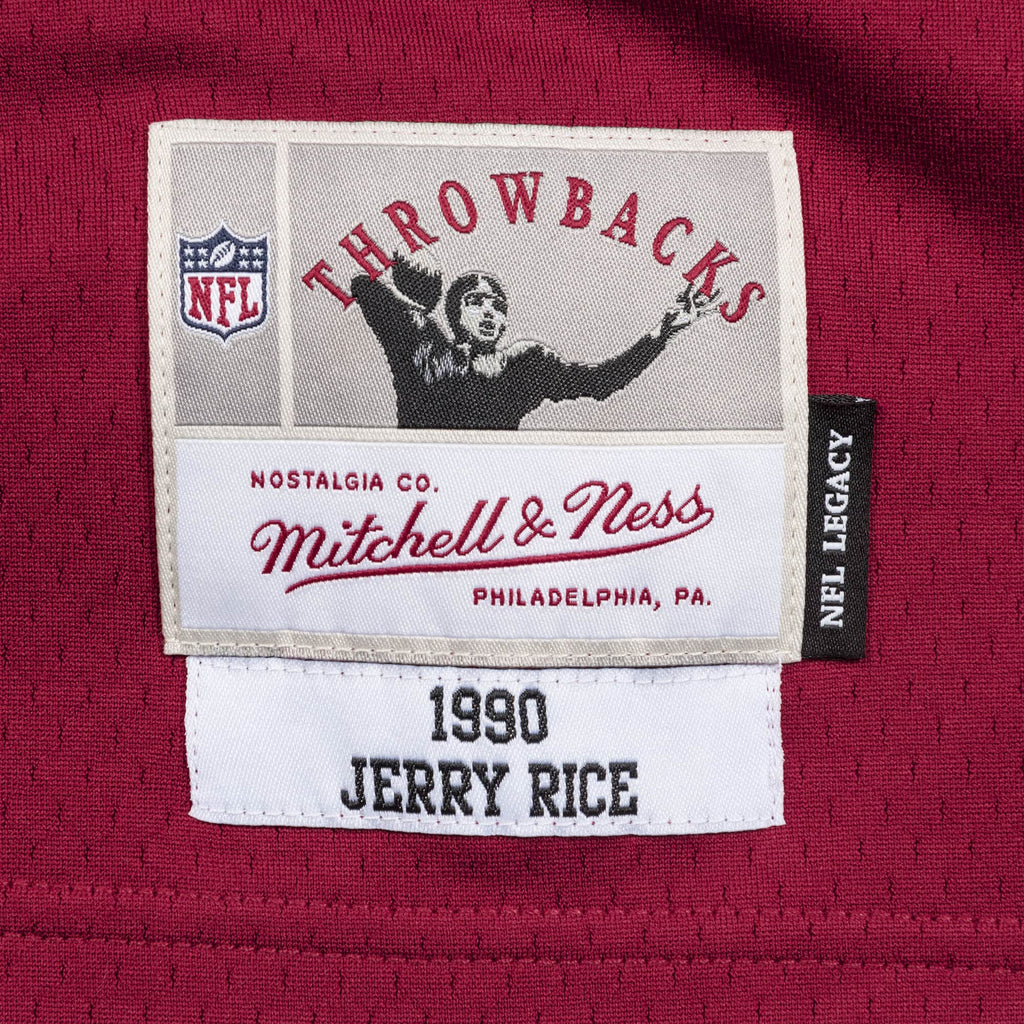 THROWBACKS
NFL
NOSTALGIA CO.
Mitchell & Ness
PHILADELPHIA, PA.
NFL LEGACY
1990
JERRY RICE